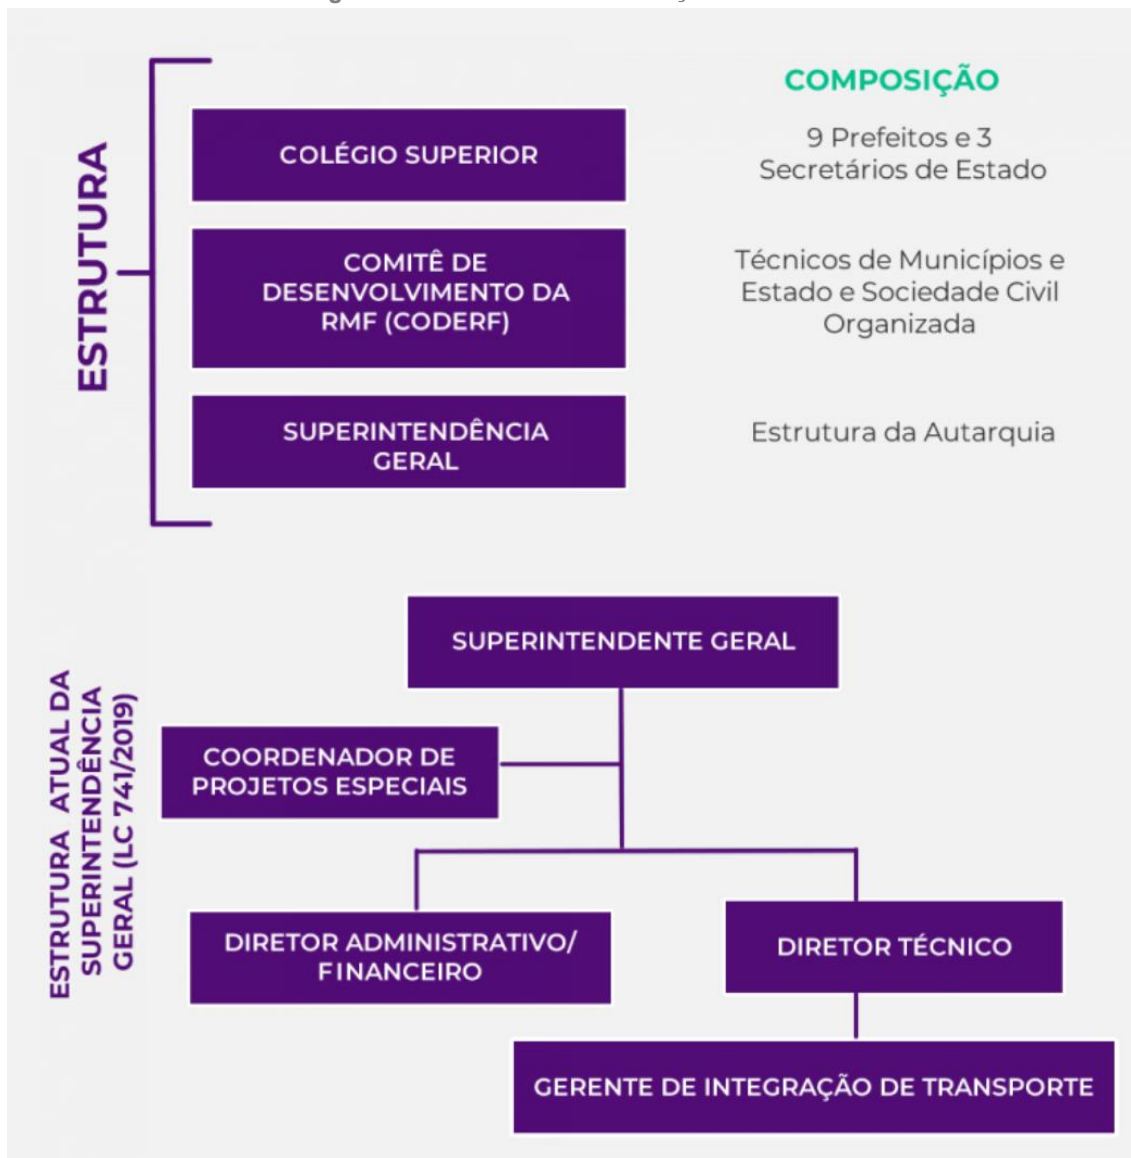 ESTRUTURA
COMPOSIÇÃO
COLÉGIO SUPERIOR
9 Prefeitos e 3
Secretários de Estado
COMITÊ DE
DESENVOLVIMENTO DA
RMF (CODERF)
Técnicos de Municípios e
Estado e Sociedade Civil
Organizada
SUPERINTENDÊNCIA
GERAL
Estrutura da Autarquia
ESTRUTURA ATUAL DA
SUPERINTENDÊNCIA
GERAL (LC 741/2019)
SUPERINTENDENTE GERAL
COORDENADOR DE
PROJETOS ESPECIAIS
DIRETOR ADMINISTRATIVO/
FINANCEIRO
DIRETOR TÉCNICO
GERENTE DE INTEGRAÇÃO DE TRANSPORTE